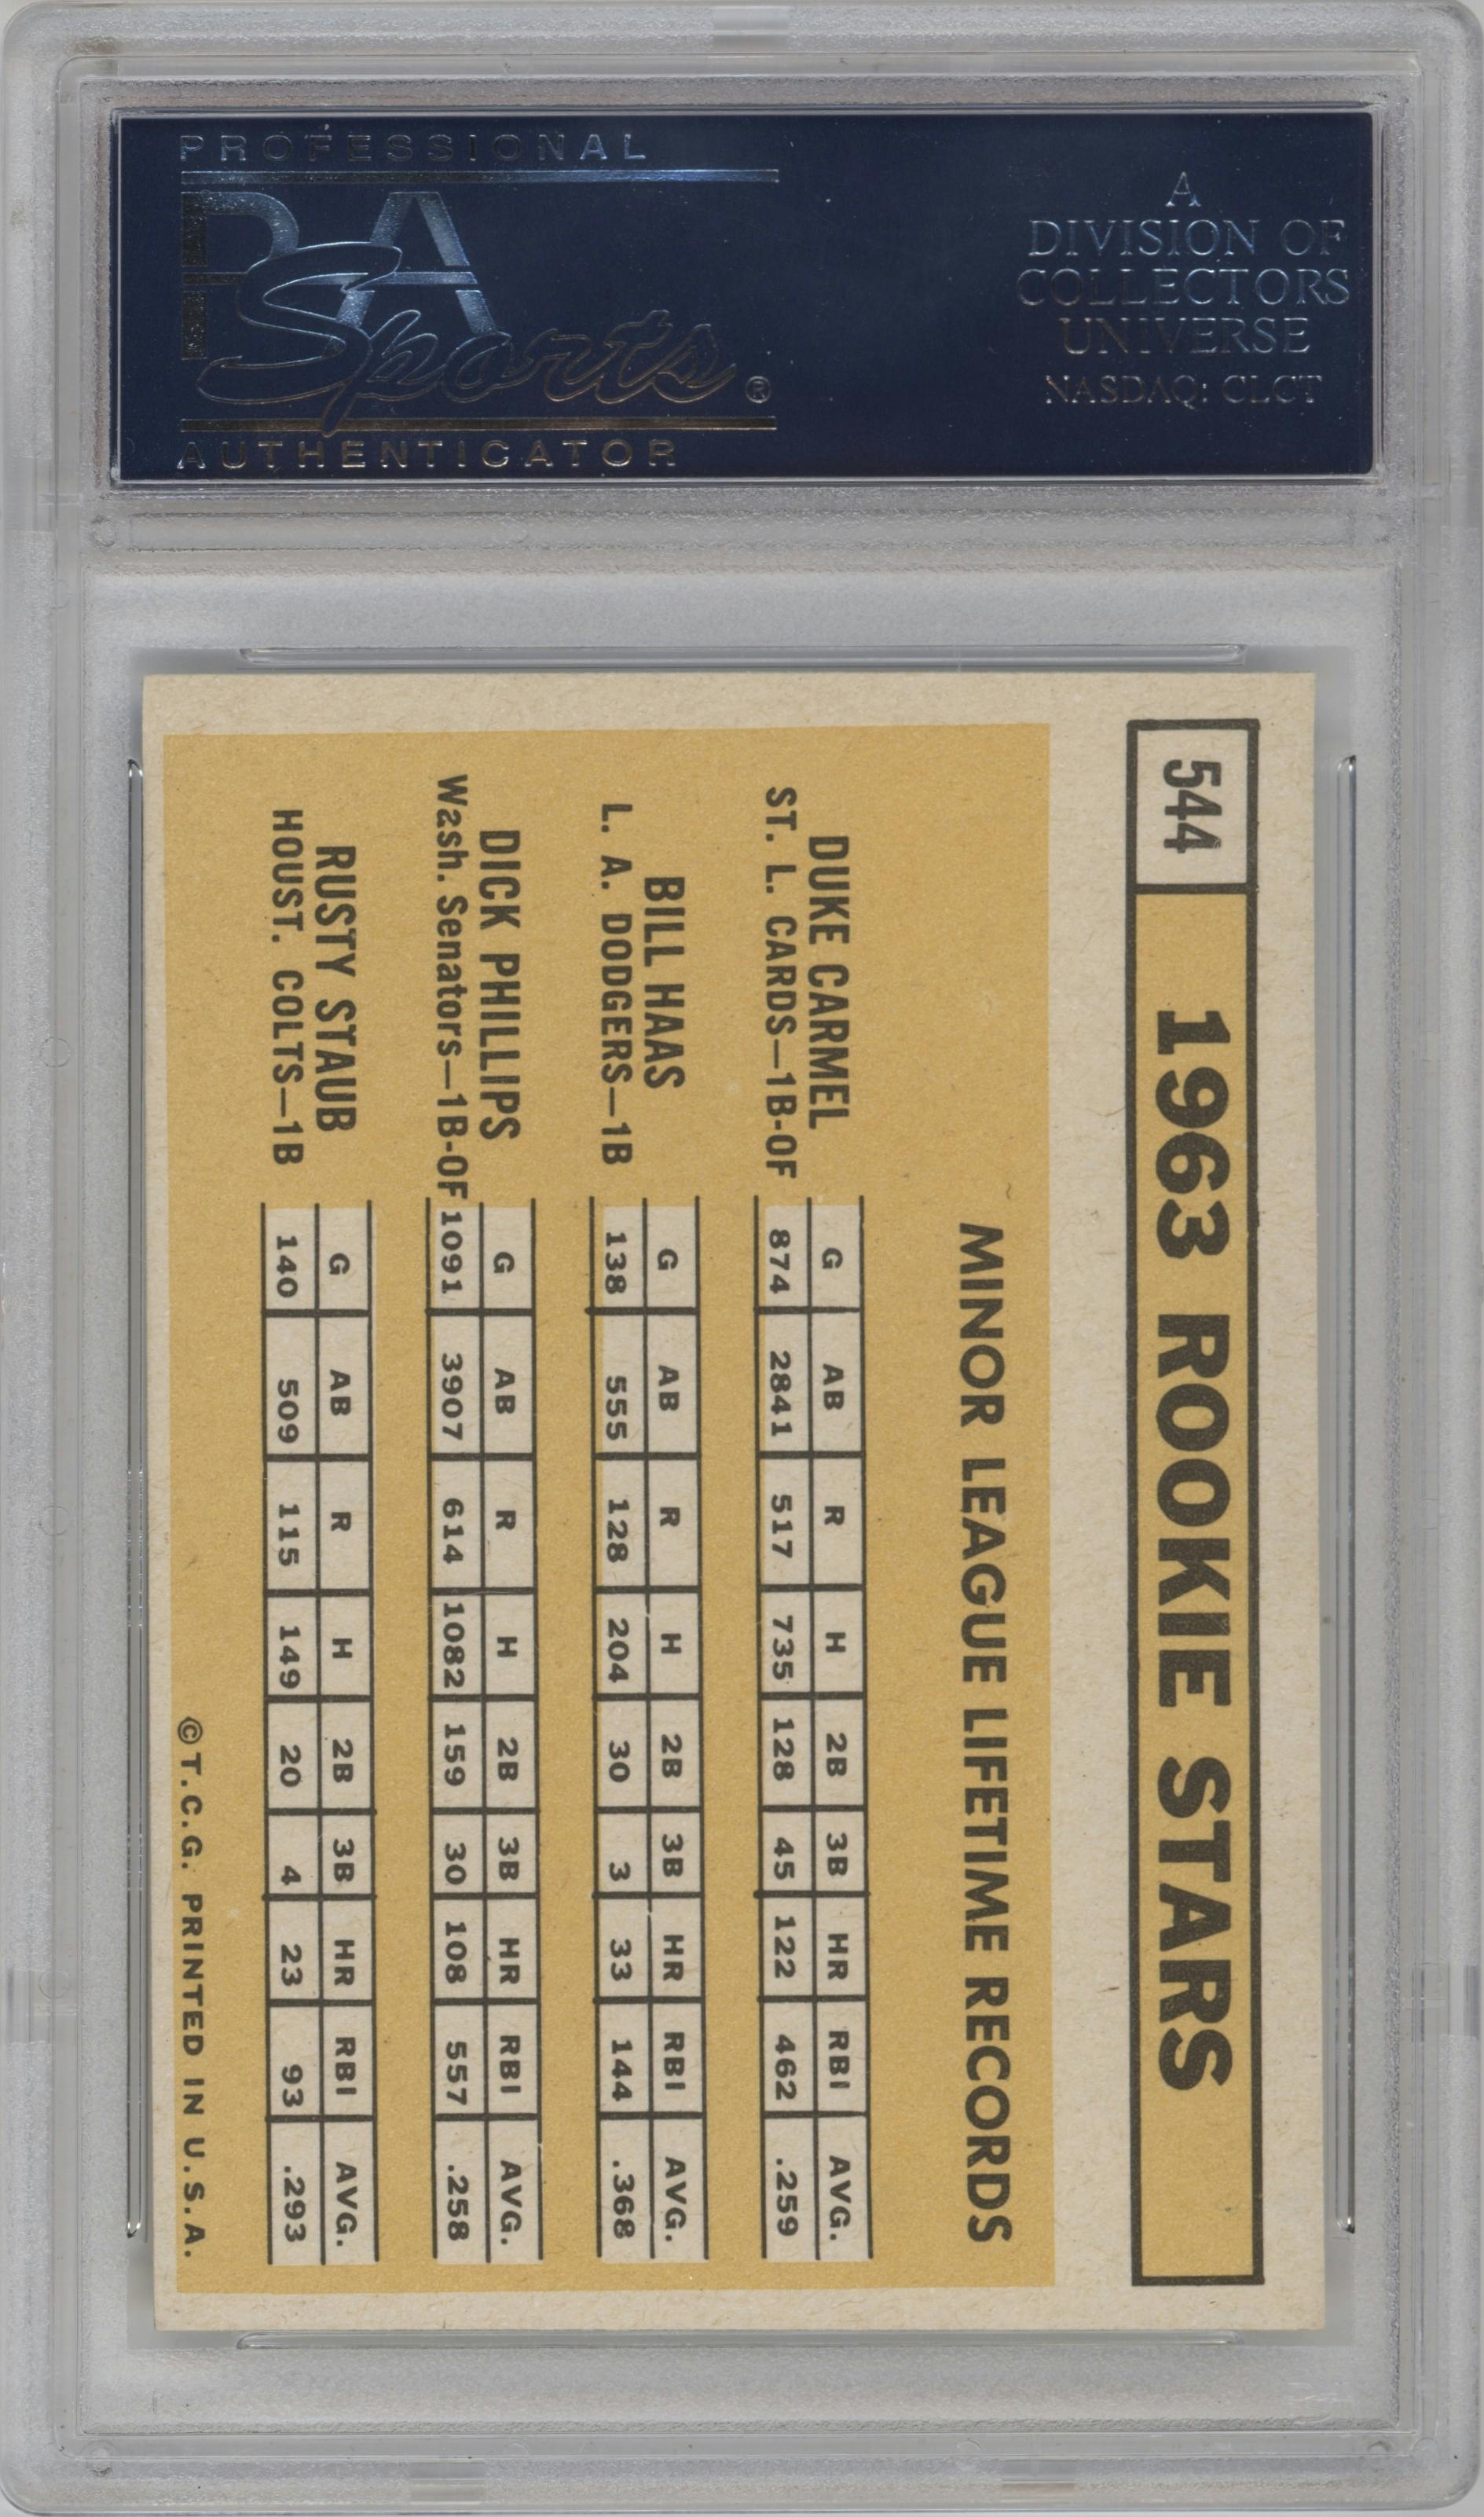 PROFESSIONAL
PSA
Sports®
AUTHENTICATOR
A
DIVISION OF
COLLECTORS
UNIVERSE
NASDAQ: CLCT
544 1963 ROOKIE STARS
MINOR LEAGUE LIFETIME RECORDS
DUKE CARMEL
ST. L. CARDS—1B-OF
G AB R H 2B 3B HR RBI AVG.
874 2841 517 735 128 45 122 462 .259
BILL HAAS
L. A. DODGERS—1B
G AB R H 2B 3B HR RBI AVG.
138 555 128 204 30 3 33 144 .368
DICK PHILLIPS
Wash. Senators—1B-OF
G AB R H 2B 3B HR RBI AVG.
1091 3907 614 1082 159 30 108 557 .258
RUSTY STAUB
HOUST. COLTS—1B
G AB R H 2B 3B HR RBI AVG.
140 509 115 149 20 4 23 93 .293
©T.C.G. PRINTED IN U.S.A.